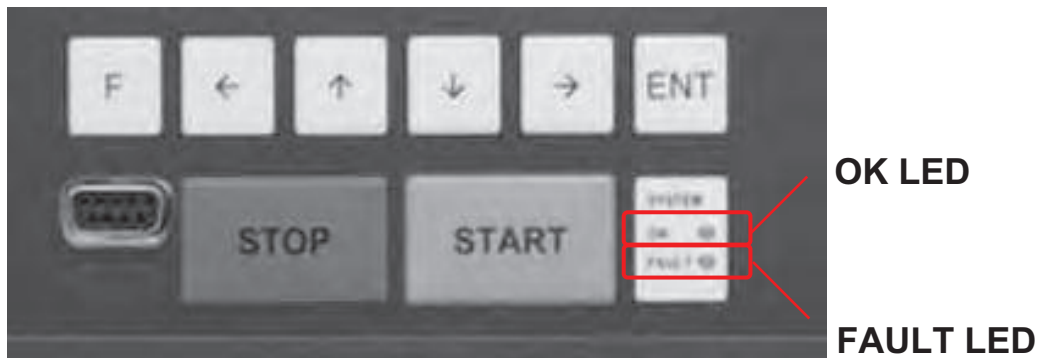 F ← ↑ ↓ → ENT
STOP START
SYSTEM
OK
FAULT
OK LED
FAULT LED